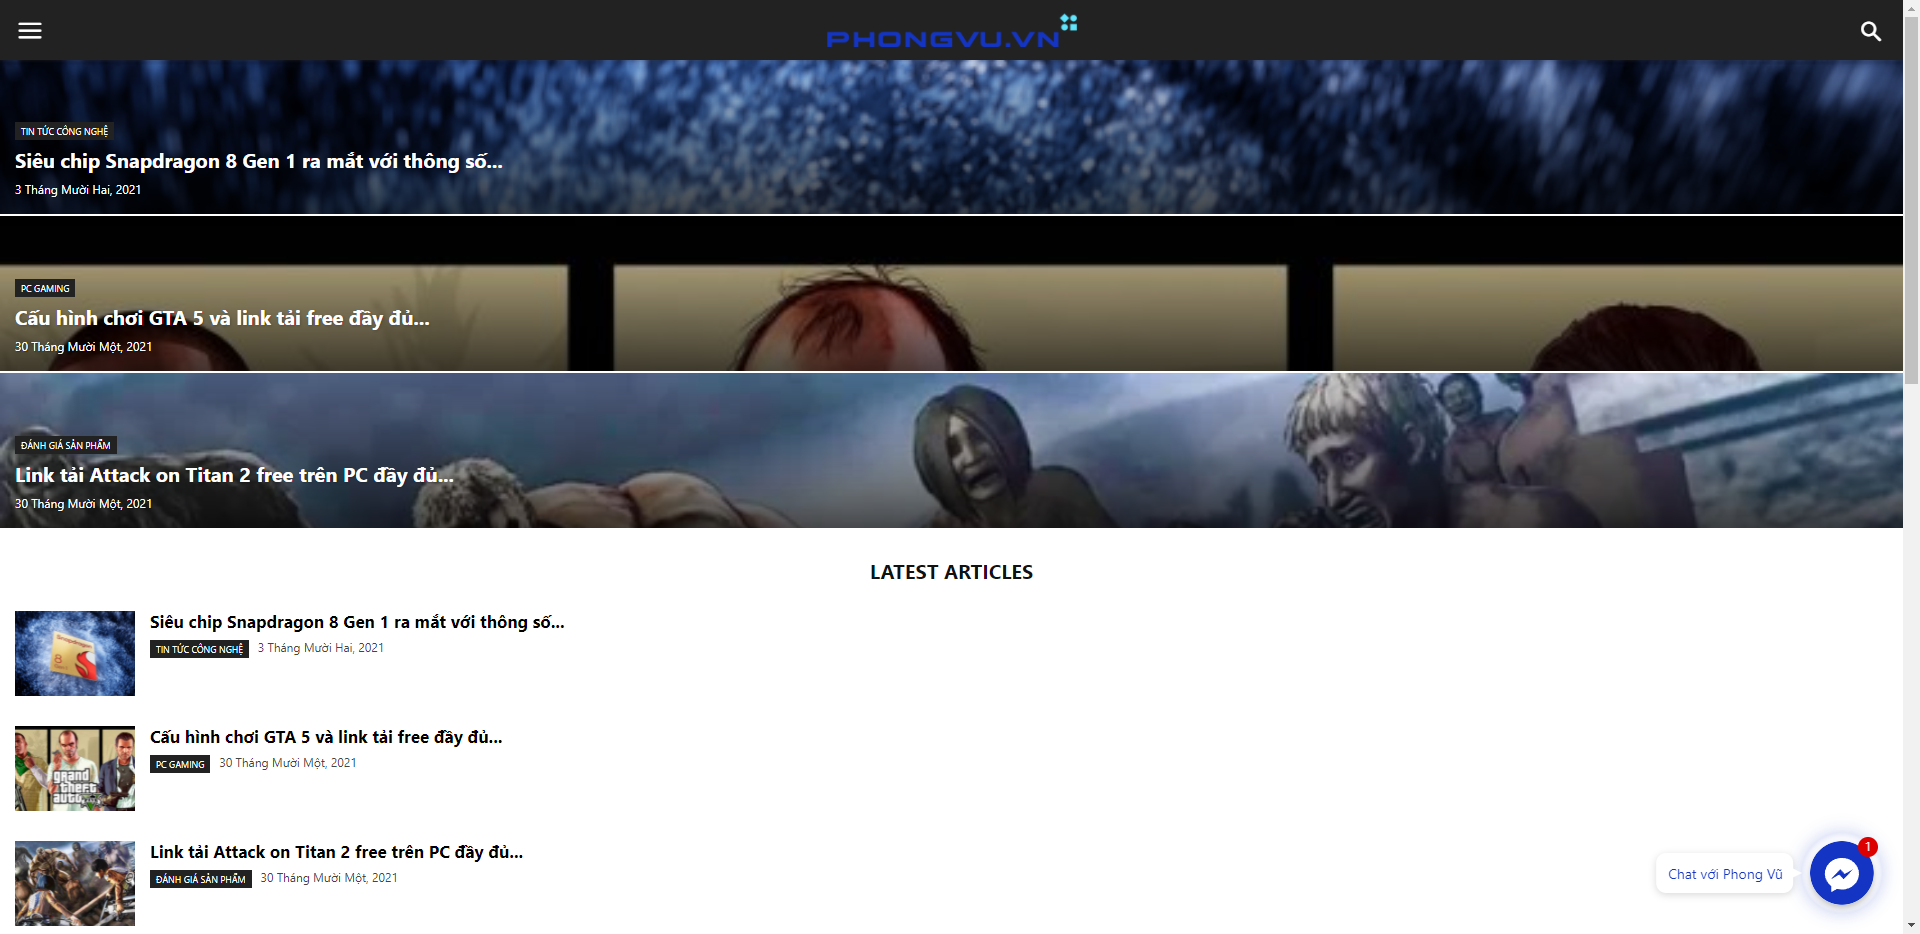 PHONGVU.VN
TIN TỨC CÔNG NGHỆ
Siêu chip Snapdragon 8 Gen 1 ra mắt với thông số...
3 Tháng Mười Hai, 2021
PC GAMING
Cấu hình chơi GTA 5 và link tải free đầy đủ...
30 Tháng Mười Một, 2021
ĐÁNH GIÁ SẢN PHẨM
Link tải Attack on Titan 2 free trên PC đầy đủ...
30 Tháng Mười Một, 2021
LATEST ARTICLES
Siêu chip Snapdragon 8 Gen 1 ra mắt với thông số...
TIN TỨC CÔNG NGHỆ 3 Tháng Mười Hai, 2021
Snapdragon
8
Cấu hình chơi GTA 5 và link tải free đầy đủ...
PC GAMING 30 Tháng Mười Một, 2021
grand
theft
auto
Link tải Attack on Titan 2 free trên PC đầy đủ...
ĐÁNH GIÁ SẢN PHẨM 30 Tháng Mười Một, 2021
Chat với Phong Vũ
1